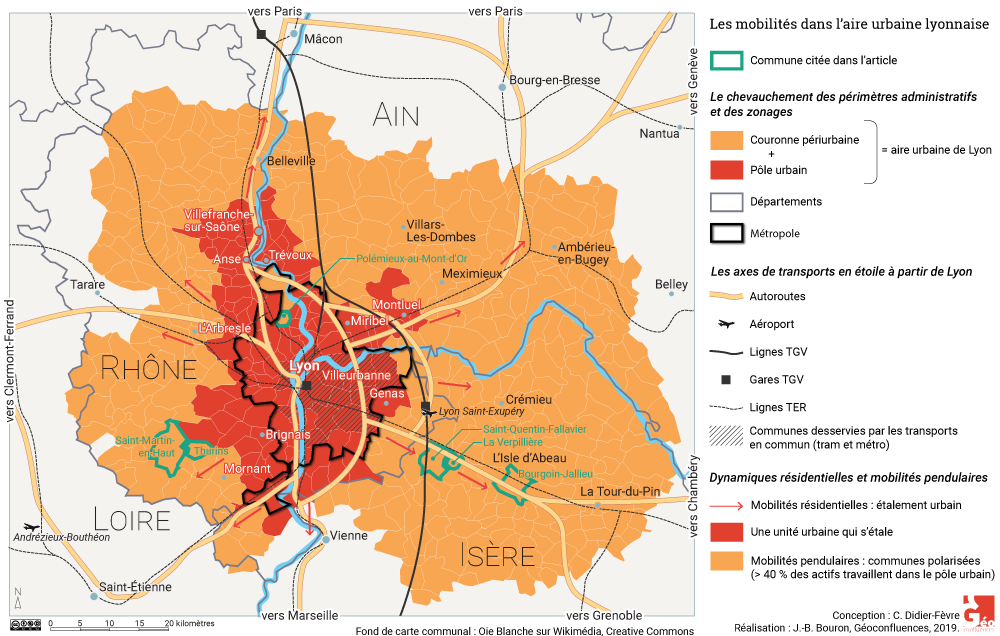 vers Paris
vers Paris
Mâcon
Bourg-en-Bresse
vers Genève
AIN
Nantua
Belleville
Villefranche-
sur-Saône
Villars-
Les-Dombes
Ambérieu-
en-Bugey
Anse
Trévoux
Polémieux-au-Mont-d'Or
Meximieux
Tarare
Belley
Montluel
Miribel
L'Arbresle
vers Clermont-Ferrand
RHÔNE
Lyon
Villeurbanne
Genas
Crémieu
Lyon Saint-Exupéry
Saint-Quentin-Fallavier
La Verpillière
Brignais
Saint-Martin-
en-Haut
Thurins
L'Isle d'Abeau
Bourgoin-Jallieu
Mornant
vers Chambéry
La Tour-du-Pin
LOIRE
Andrézieux-Bouthéon
Vienne
ISÈRE
Saint-Étienne
N
vers Marseille
vers Grenoble
0 5 10 15 20 kilomètres
Fond de carte communal : Oie Blanche sur Wikimédia, Creative Commons
Les mobilités dans l'aire urbaine lyonnaise
Commune citée dans l'article
Le chevauchement des périmètres administratifs
et des zonages
Couronne périurbaine
+
Pôle urbain
= aire urbaine de Lyon
Départements
Métropole
Les axes de transports en étoile à partir de Lyon
Autoroutes
Aéroport
Lignes TGV
Gares TGV
Lignes TER
Communes desservies par les transports
en commun (tram et métro)
Dynamiques résidentielles et mobilités pendulaires
Mobilités résidentielles : étalement urbain
Une unité urbaine qui s'étale
Mobilités pendulaires : communes polarisées
(> 40 % des actifs travaillent dans le pôle urbain)
Conception : C. Didier-Fèvre
Réalisation : J.-B. Bouron, Géoconfluences, 2019.
Géo